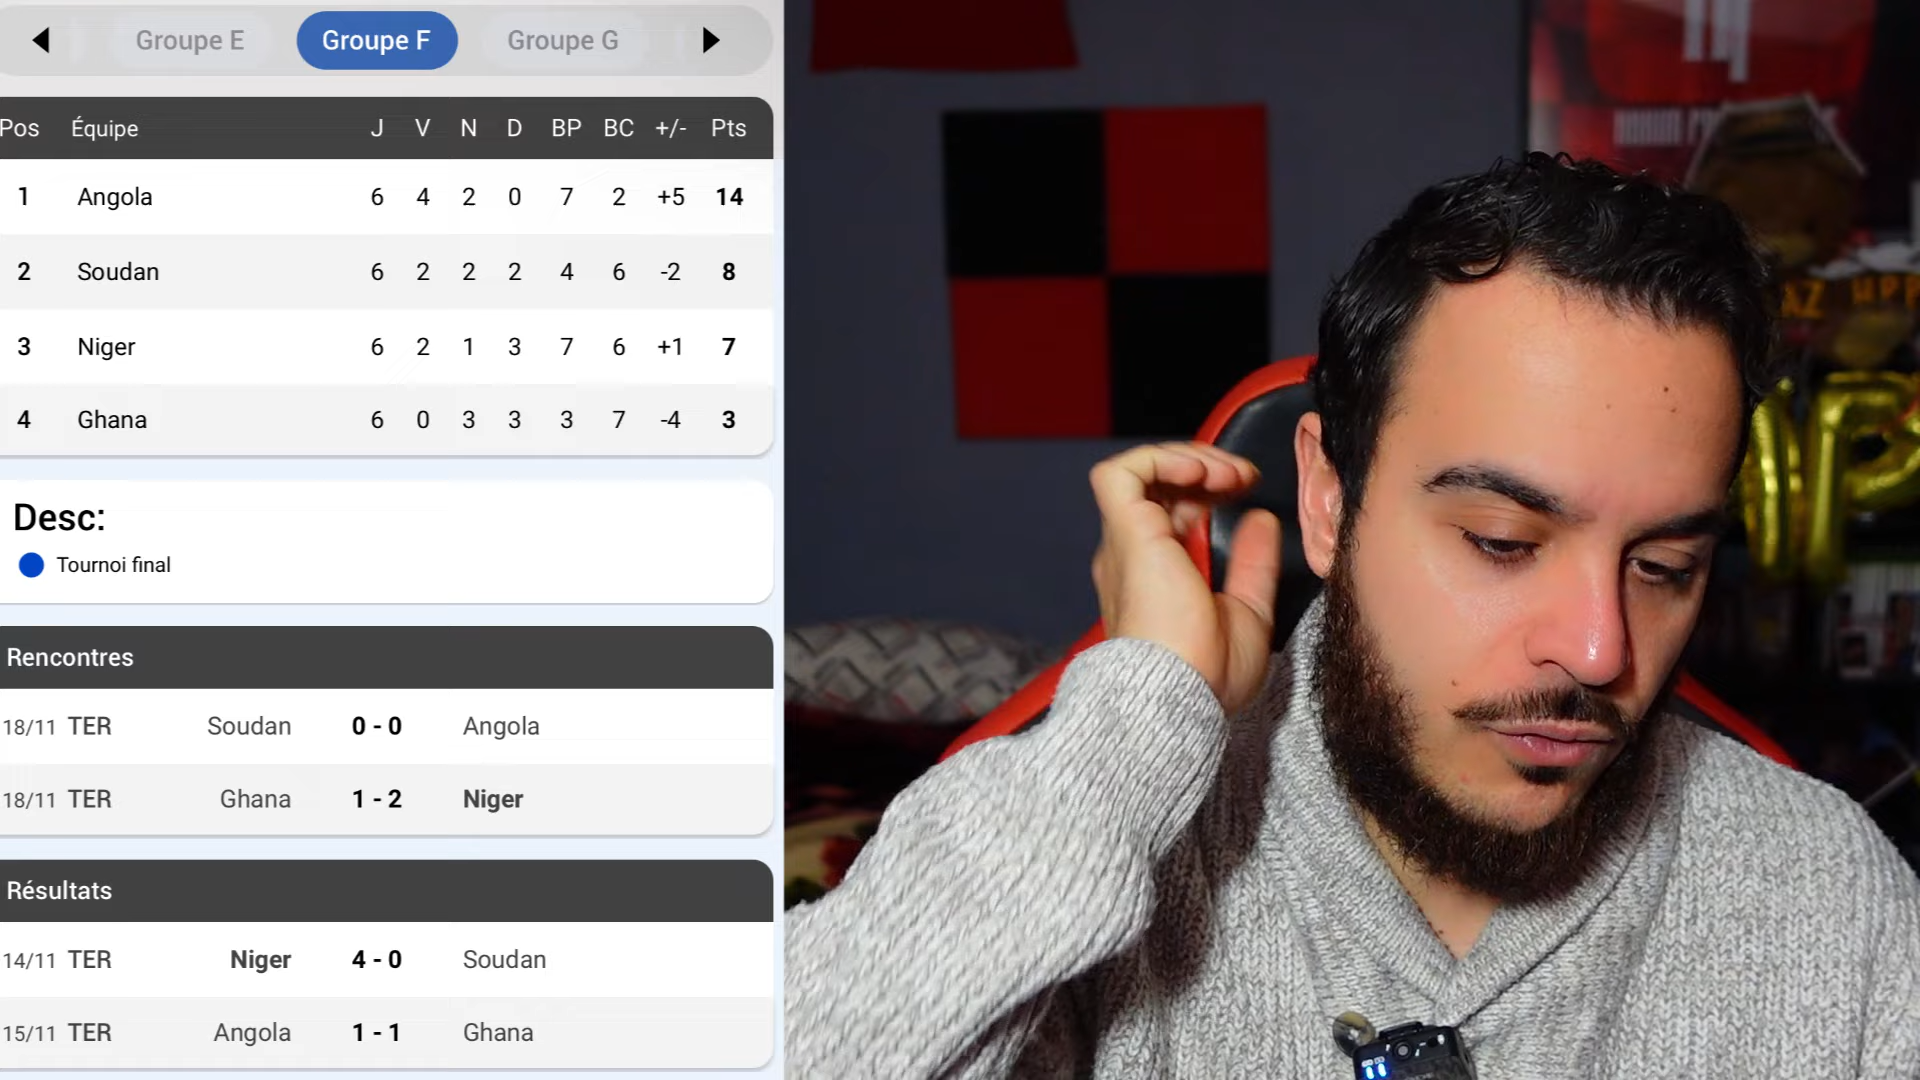 Groupe E Groupe F Groupe G
Pos Équipe J V N D BP BC +/- Pts
1 Angola 6 4 2 0 7 2 +5 14
2 Soudan 6 2 2 2 4 6 -2 8
3 Niger 6 2 1 3 7 6 +1 7
4 Ghana 6 0 3 3 3 7 -4 3
Desc:
Tournoi final
Rencontres
18/11 TER Soudan 0 - 0 Angola
18/11 TER Ghana 1 - 2 Niger
Résultats
14/11 TER Niger 4 - 0 Soudan
15/11 TER Angola 1 - 1 Ghana